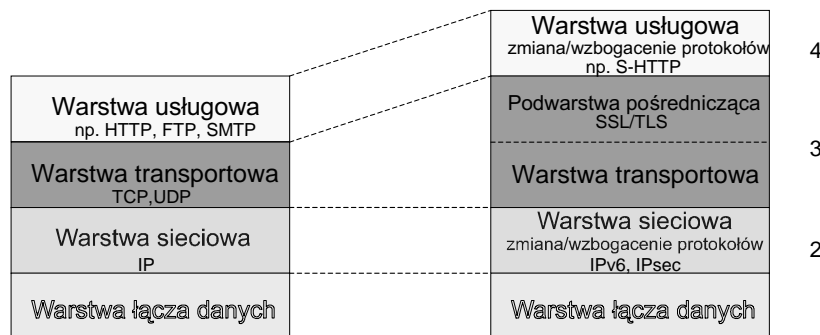 Warstwa usługowa
np. HTTP, FTP, SMTP
Warstwa transportowa
TCP,UDP
Warstwa sieciowa
IP
Warstwa łącza danych
Warstwa usługowa
zmiana/wzbogacenie protokołów
np. S-HTTP
4
Podwarstwa pośrednicząca
SSL/TLS
3
Warstwa transportowa
Warstwa sieciowa
zmiana/wzbogacenie protokołów
IPv6, IPsec
2
Warstwa łącza danych